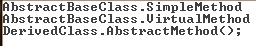 AbstractBaseClass.SimpleMethod
AbstractBaseClass.VirtualMethod
DerivedClass.AbstractMethod();